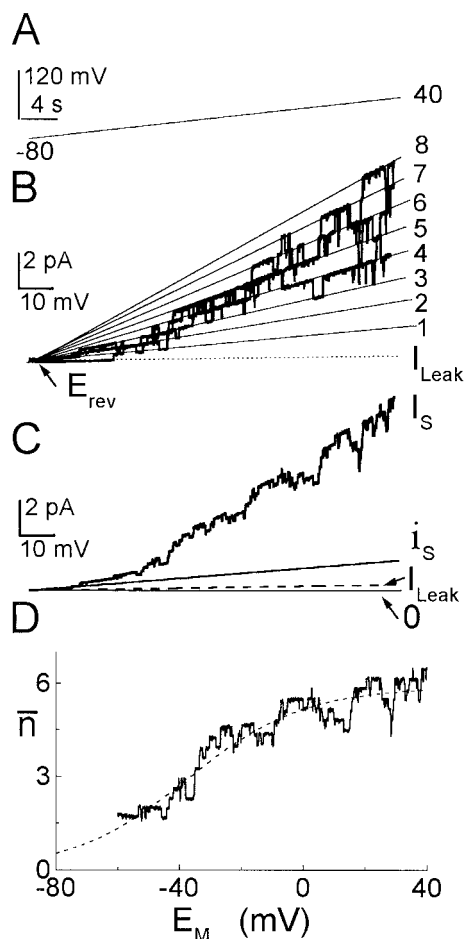 A
120 mV
4 s
40
-80
8
B
7
6
5
2 pA
4
10 mV
3
2
1
E_rev
I_Leak
I_S
C
2 pA
10 mV
i_S
I_Leak
0
D
6
n̅
3
0
-80 -40 0 40
E_M (mV)